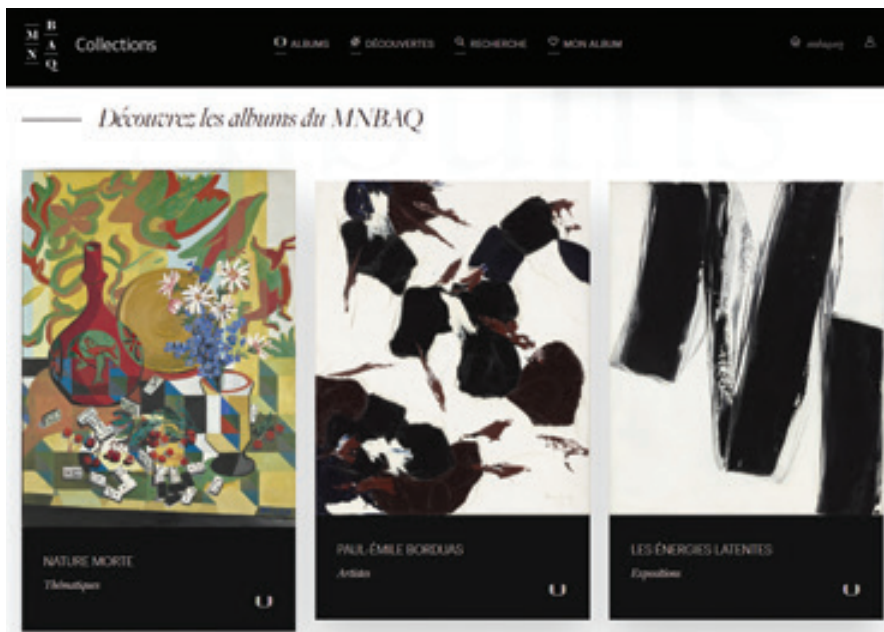 M
N
B
A
Q
Collections
ALBUMS
DÉCOUVERTES
RECHERCHE
MON ALBUM
Découvrez les albums du MNBAQ
NATURE MORTE
Thématiques
PAUL-ÉMILE BORDUAS
Artistes
LES ÉNERGIES LATENTES
Expositions